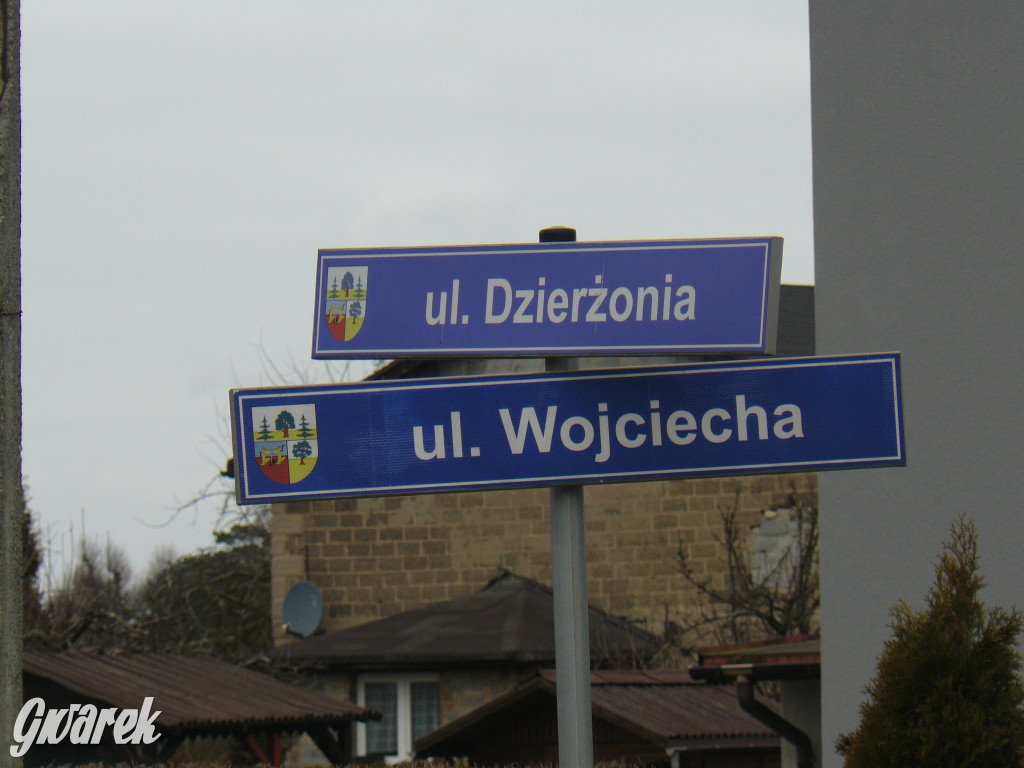 ul. Dzierżonia
ul. Wojciecha
Gwarek